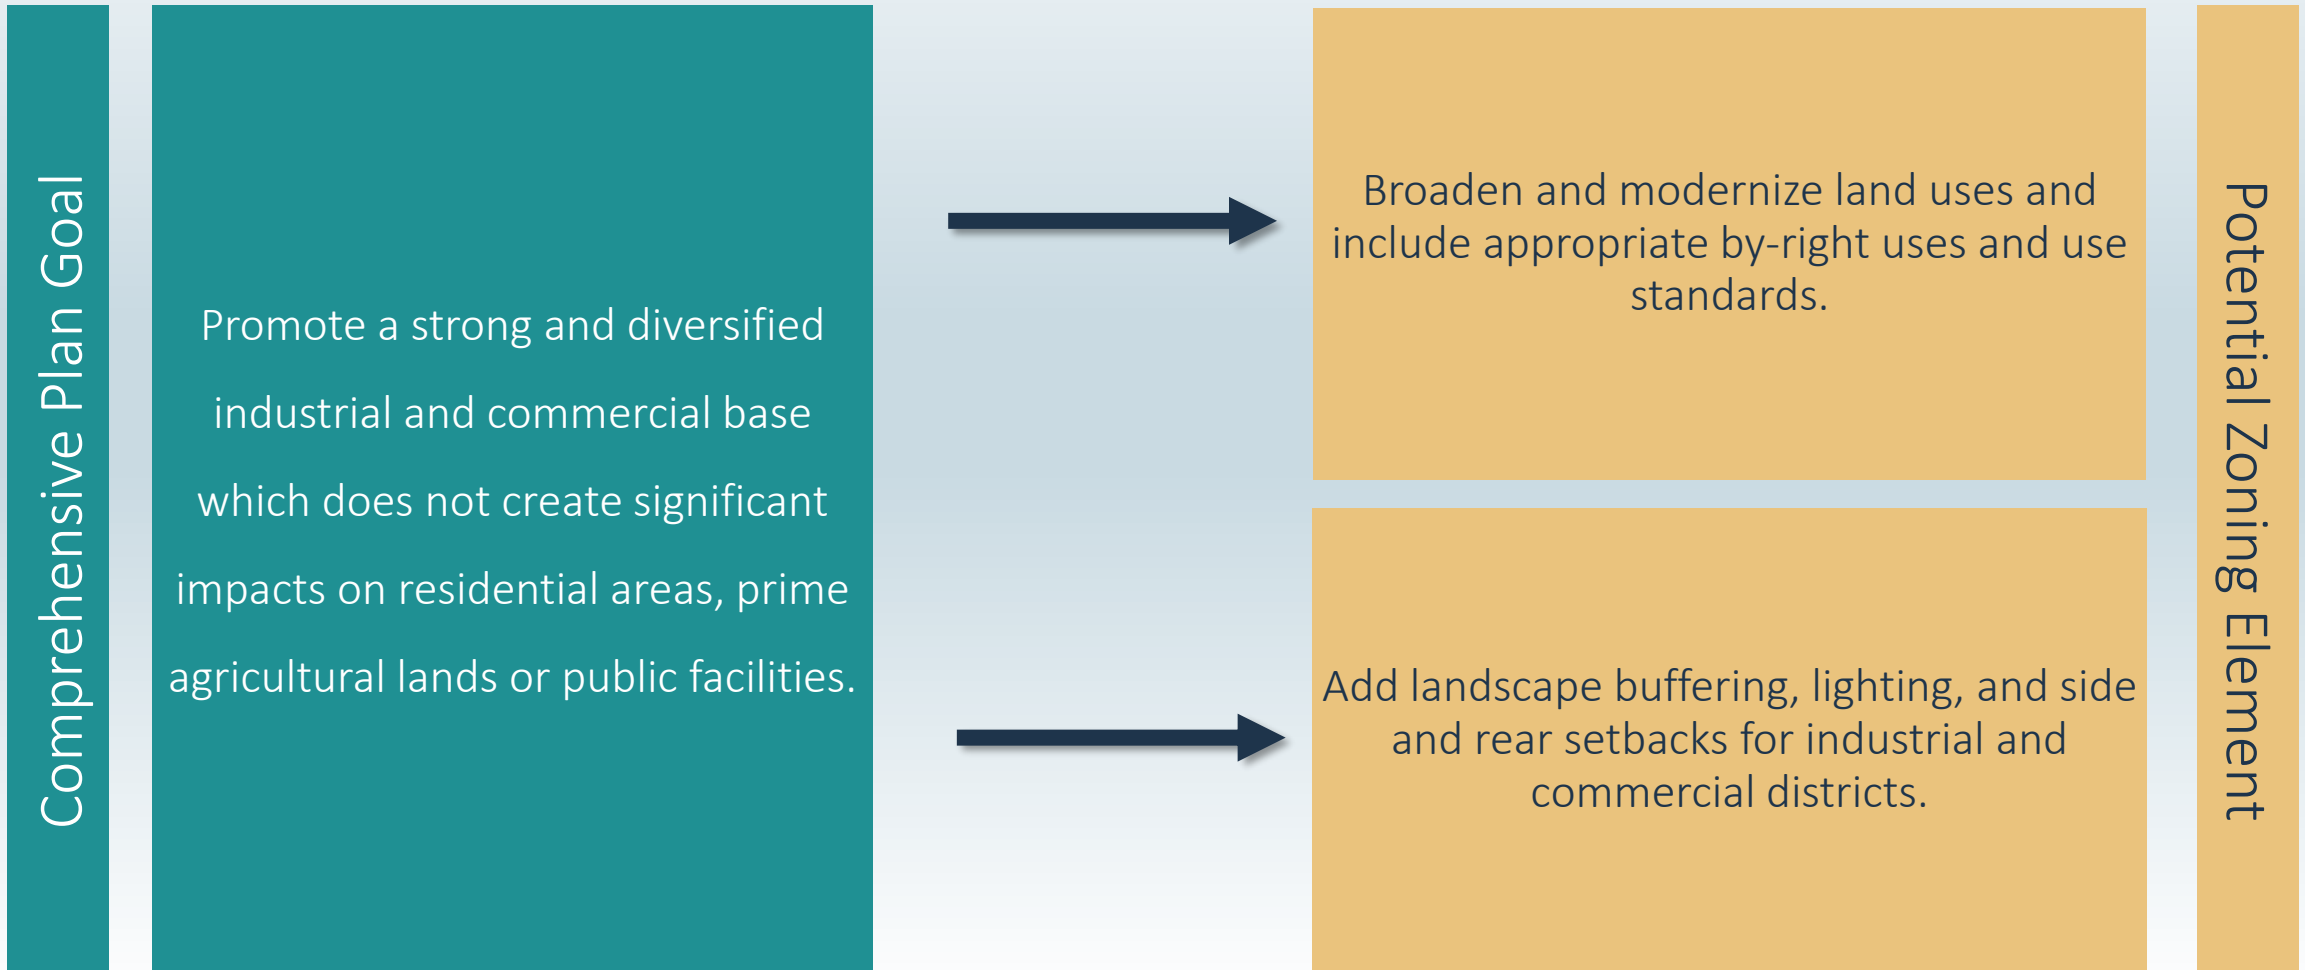 Comprehensive Plan Goal
Promote a strong and diversified
industrial and commercial base
which does not create significant
impacts on residential areas, prime
agricultural lands or public facilities.
Broaden and modernize land uses and
include appropriate by-right uses and use
standards.
Add landscape buffering, lighting, and side
and rear setbacks for industrial and
commercial districts.
Potential Zoning Element